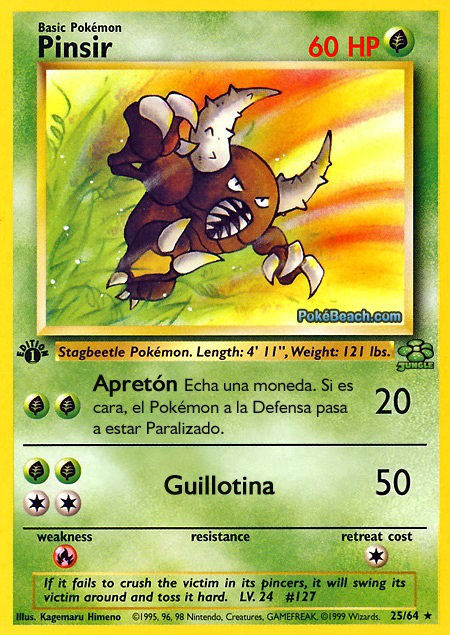 Basic Pokémon
Pinsir
60 HP
PokéBeach.com
EDITION
1
Stagbeetle Pokémon. Length: 4' 11", Weight: 121 lbs.
JUNGLE
Apretón Echa una moneda. Si es
cara, el Pokémon a la Defensa pasa
a estar Paralizado.
20
Guillotina
50
weakness
resistance
retreat cost
If it fails to crush the victim in its pincers, it will swing its
victim around and toss it hard. LV. 24 #127
Illus. Kagemaru Himeno ©1995, 96, 98 Nintendo, Creatures, GAMEFREAK. ©1999 Wizards. 25/64 ★